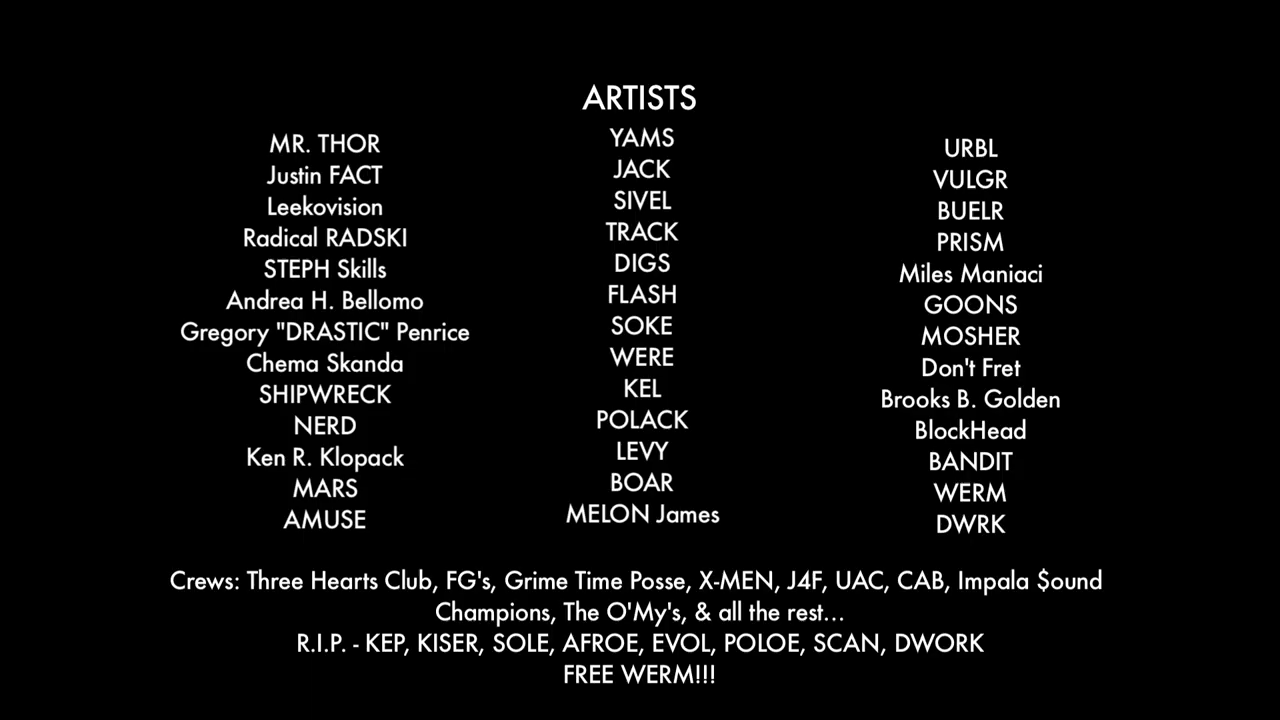 ARTISTS
MR. THOR
Justin FACT
Leekovision
Radical RADSKI
STEPH Skills
Andrea H. Bellomo
Gregory "DRASTIC" Penrice
Chema Skanda
SHIPWRECK
NERD
Ken R. Klopack
MARS
AMUSE
YAMS
JACK
SIVEL
TRACK
DIGS
FLASH
SOKE
WERE
KEL
POLACK
LEVY
BOAR
MELON James
URBL
VULGR
BUELR
PRISM
Miles Maniaci
GOONS
MOSHER
Don't Fret
Brooks B. Golden
BlockHead
BANDIT
WERM
DWRK
Crews: Three Hearts Club, FG's, Grime Time Posse, X-MEN, J4F, UAC, CAB, Impala $ound
Champions, The O'My's, & all the rest...
R.I.P. - KEP, KISER, SOLE, AFROE, EVOL, POLOE, SCAN, DWORK
FREE WERM!!!